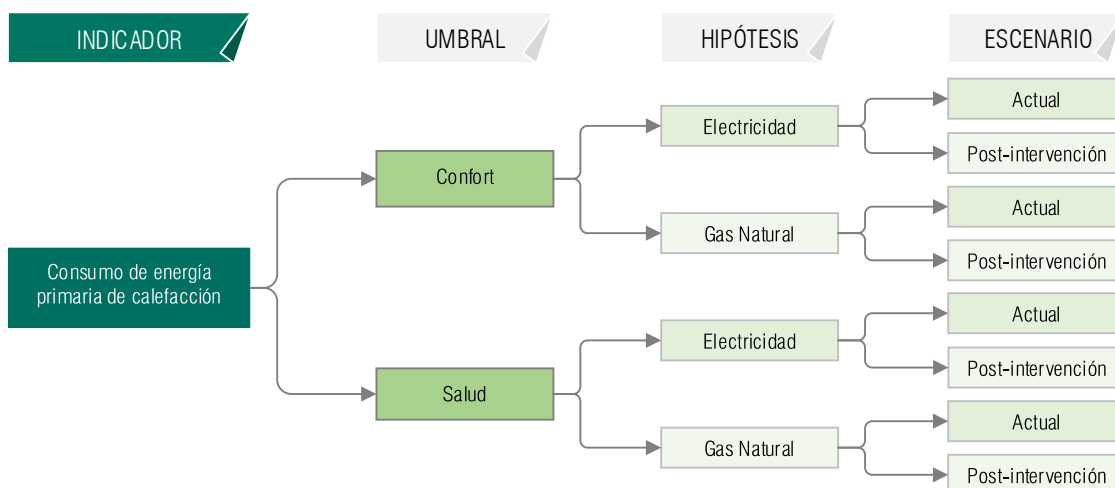 INDICADOR
UMBRAL
HIPÓTESIS
ESCENARIO
Consumo de energía
primaria de calefacción
Confort
Electricidad
Actual
Post-intervención
Gas Natural
Actual
Post-intervención
Salud
Electricidad
Actual
Post-intervención
Gas Natural
Actual
Post-intervención